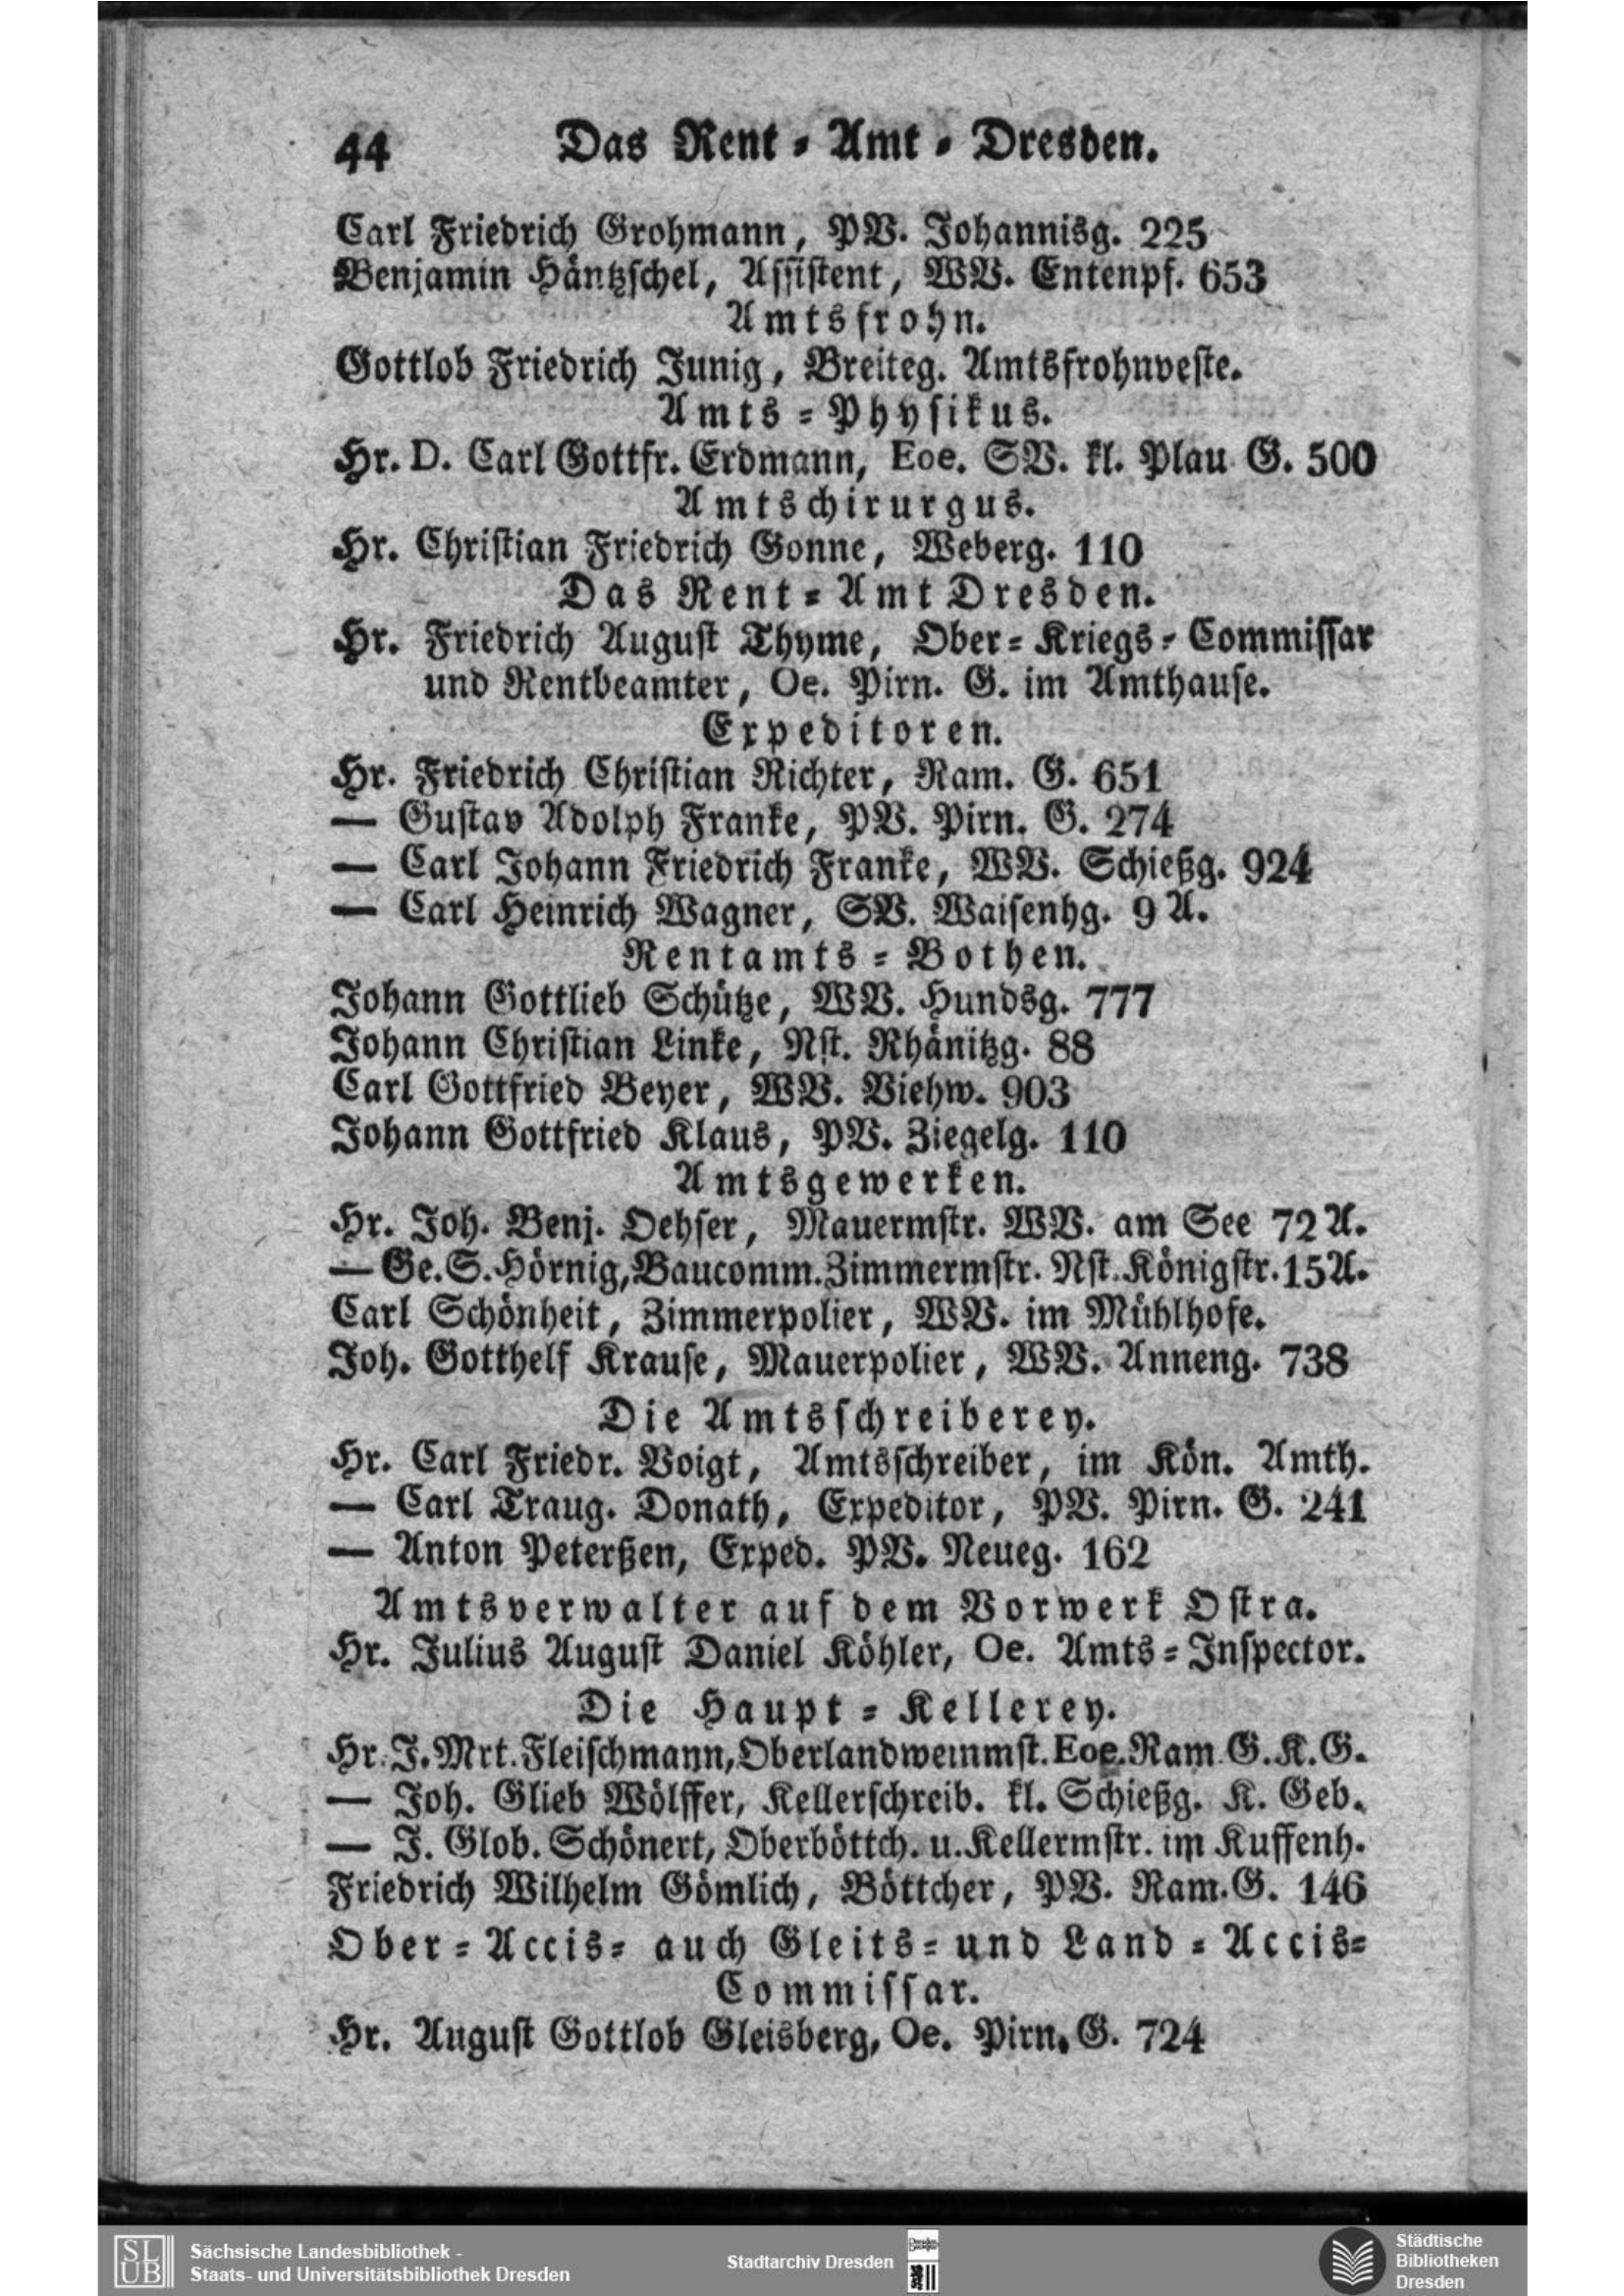 44 Das Rent-Amt-Dresden.
Carl Friedrich Grohmann, PV. Johannisg. 225
Benjamin Häntzschel, Assistent, WV. Entenpf. 653
Amtsfrohn.
Gottlob Friedrich Junig, Breiteg. Amtsfrohnveste.
Amts-Physikus.
Hr. D. Carl Gottfr. Erdmann, Eoe. SV. kl. Plau G. 500
Amtschirurgus.
Hr. Christian Friedrich Gonne, Weberg. 110
Das Rent-Amt Dresden.
Hr. Friedrich August Thyme, Ober-Kriegs-Commissar
und Rentbeamter, Oe. Pirn. G. im Amthause.
Expeditoren.
Hr. Friedrich Christian Richter, Ram. G. 651
— Gustav Adolph Franke, PV. Pirn. G. 274
— Carl Johann Friedrich Franke, WV. Schießg. 924
— Carl Heinrich Wagner, SV. Waisenhg. 9 A.
Rentamts-Bothen.
Johann Gottlieb Schütze, WV. Hundsg. 777
Johann Christian Linke, Nst. Rhänitzg. 88
Carl Gottfried Beyer, WV. Viehw. 903
Johann Gottfried Klaus, PV. Ziegelg. 110
Amtsgewerken.
Hr. Joh. Benj. Oehser, Mauermstr. WV. am See 72 A.
— Ge. S. Hörnig, Baucomm. Zimmermstr. Nst. Königstr. 15 A.
Carl Schönheit, Zimmerpolier, WV. im Mühlhofe.
Joh. Gotthelf Krause, Mauerpolier, WV. Anneng. 738
Die Amtsschreiberey.
Hr. Carl Friedr. Voigt, Amtsschreiber, im Kön. Amth.
— Carl Traug. Donath, Expeditor, PV. Pirn. G. 241
— Anton Peterßen, Exped. PV. Neueg. 162
Amtsverwalter auf dem Vorwerk Ostra.
Hr. Julius August Daniel Köhler, Oe. Amts-Inspector.
Die Haupt-Kellerey.
Hr. J. Mrt. Fleischmann, Oberlandweinmst. Eoe. Ram G. K. G.
— Joh. Glieb Wölffer, Kellerschreib. kl. Schießg. K. Geb.
— J. Glob. Schönert, Oberböttch. u. Kellermstr. im Kuffenh.
Friedrich Wilhelm Gömlich, Böttcher, PV. Ram. G. 146
Ober-Accis- auch Gleits- und Land-Accis-
Commissar.
Hr. August Gottlob Gleisberg, Oe. Pirn. G. 724
SLUB Sächsische Landesbibliothek -
Staats- und Universitätsbibliothek Dresden
Stadtarchiv Dresden
Städtische
Bibliotheken
Dresden